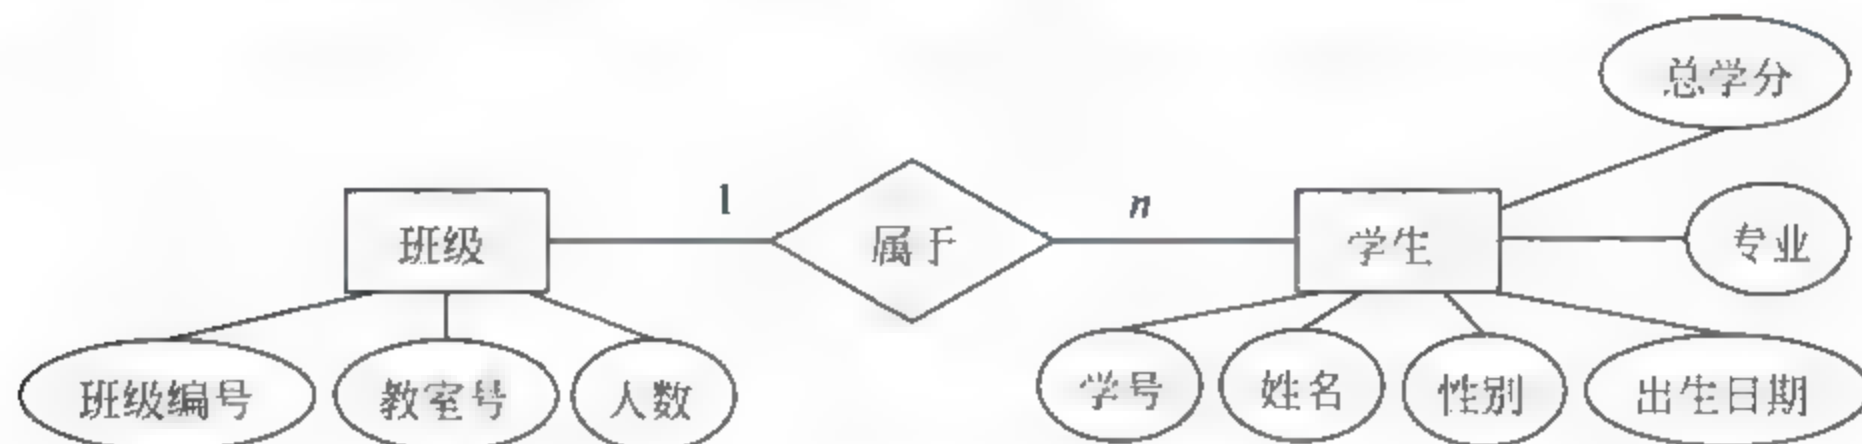 总学分
1
n
班级
属于
学生
专业
班级编号
教室号
人数
学号
姓名
性别
出生日期